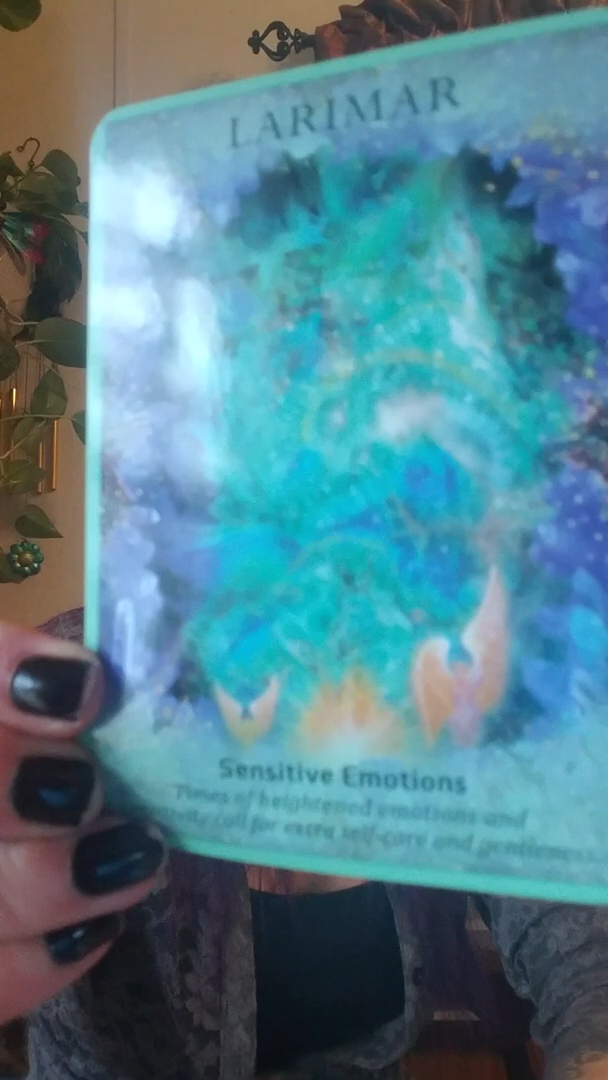 LARIMAR
Sensitive Emotions
Times of heightened emotions and
call for extra self-care and gentleness